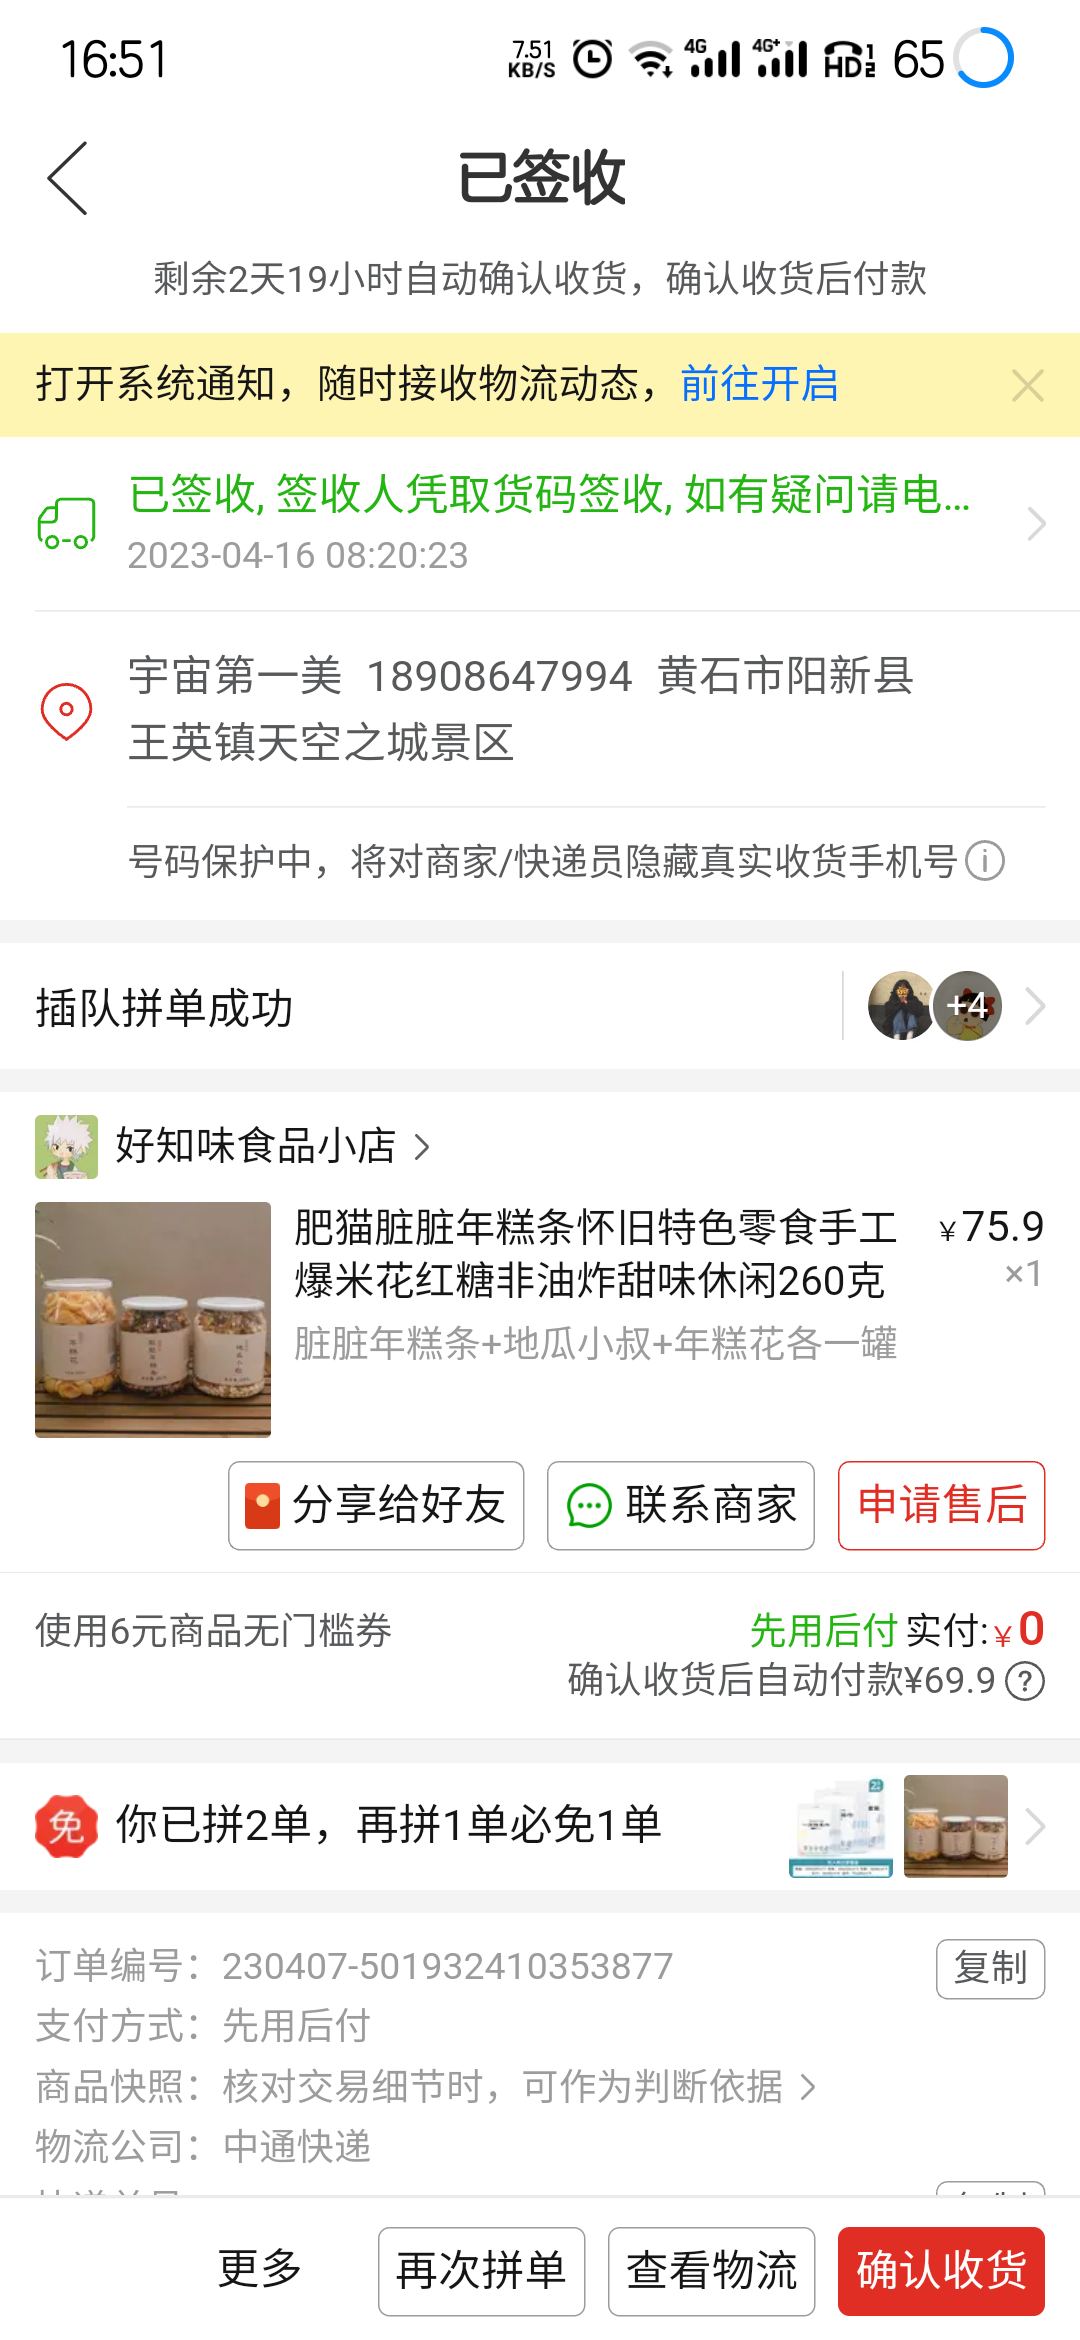 16:51
7.51 KB/S 4G 4G+ HD 1 2 65
已签收
剩余2天19小时自动确认收货，确认收货后付款
打开系统通知，随时接收物流动态，前往开启
已签收, 签收人凭取货码签收, 如有疑问请电...
2023-04-16 08:20:23
宇宙第一美 18908647994 黄石市阳新县
王英镇天空之城景区
号码保护中，将对商家/快递员隐藏真实收货手机号
插队拼单成功
+4
好知味食品小店
肥猫脏脏年糕条怀旧特色零食手工
¥75.9
爆米花红糖非油炸甜味休闲260克
×1
脏脏年糕条+地瓜小叔+年糕花各一罐
分享给好友
联系商家
申请售后
使用6元商品无门槛券
先用后付 实付:¥0
确认收货后自动付款¥69.9
免 你已拼2单，再拼1单必免1单
订单编号：230407-501932410353877
复制
支付方式：先用后付
商品快照：核对交易细节时，可作为判断依据
物流公司：中通快递
更多
再次拼单
查看物流
确认收货